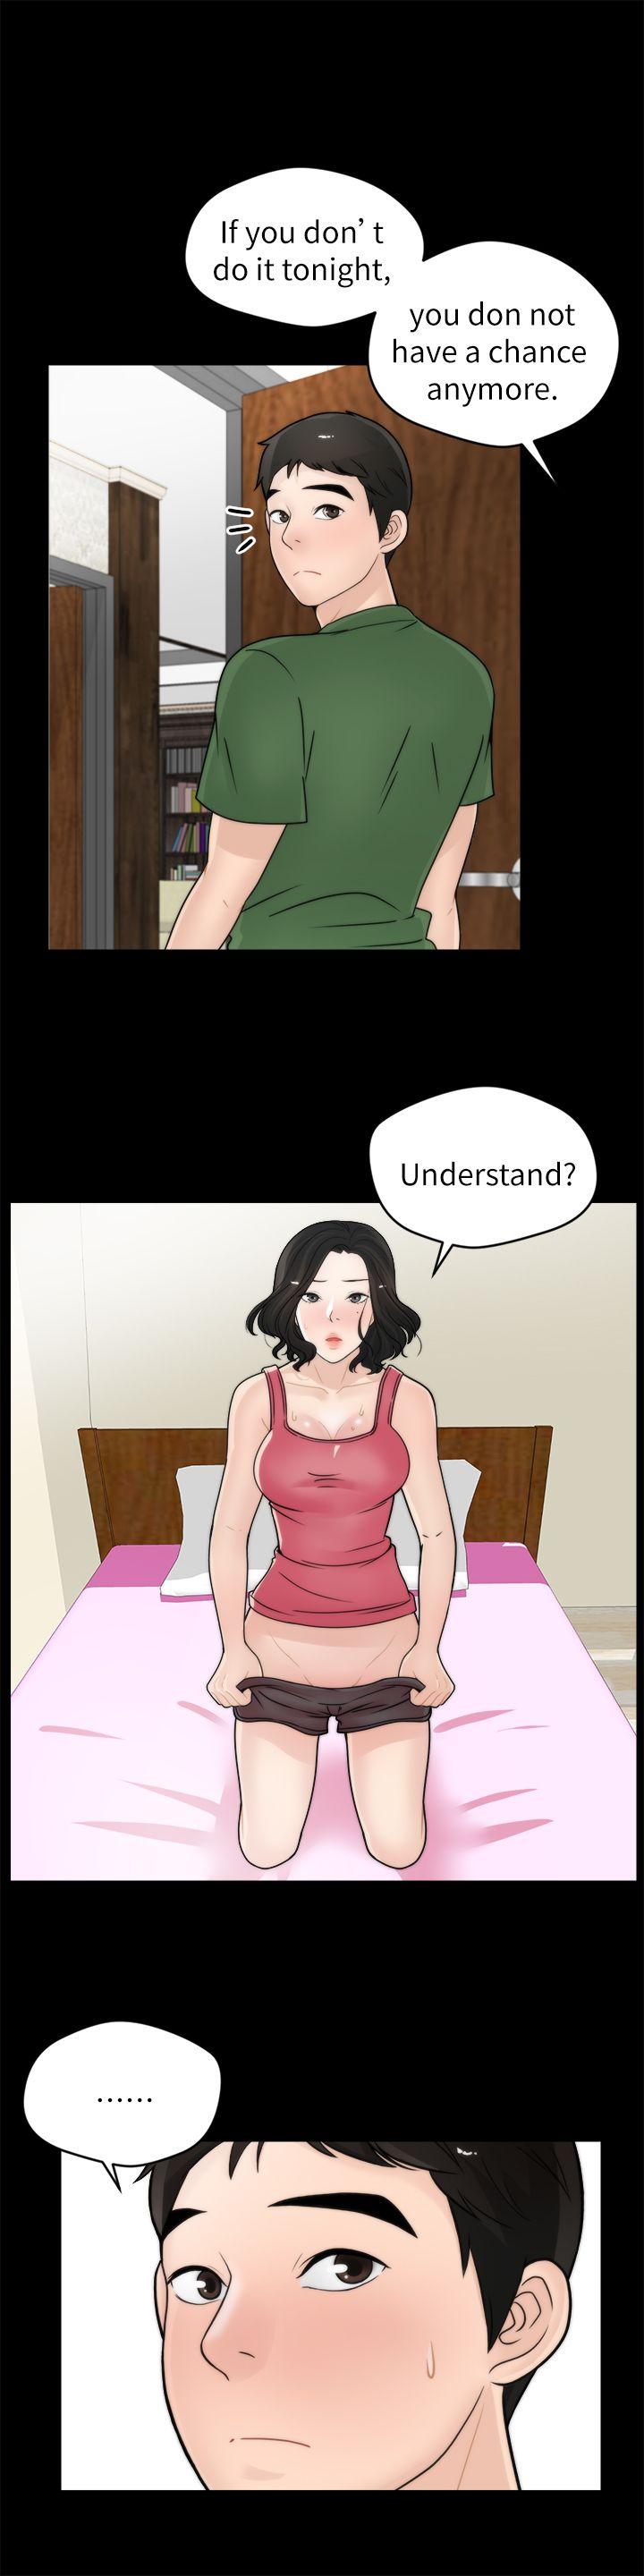 If you don't
do it tonight,
you don not
have a chance
anymore.
Understand?
......